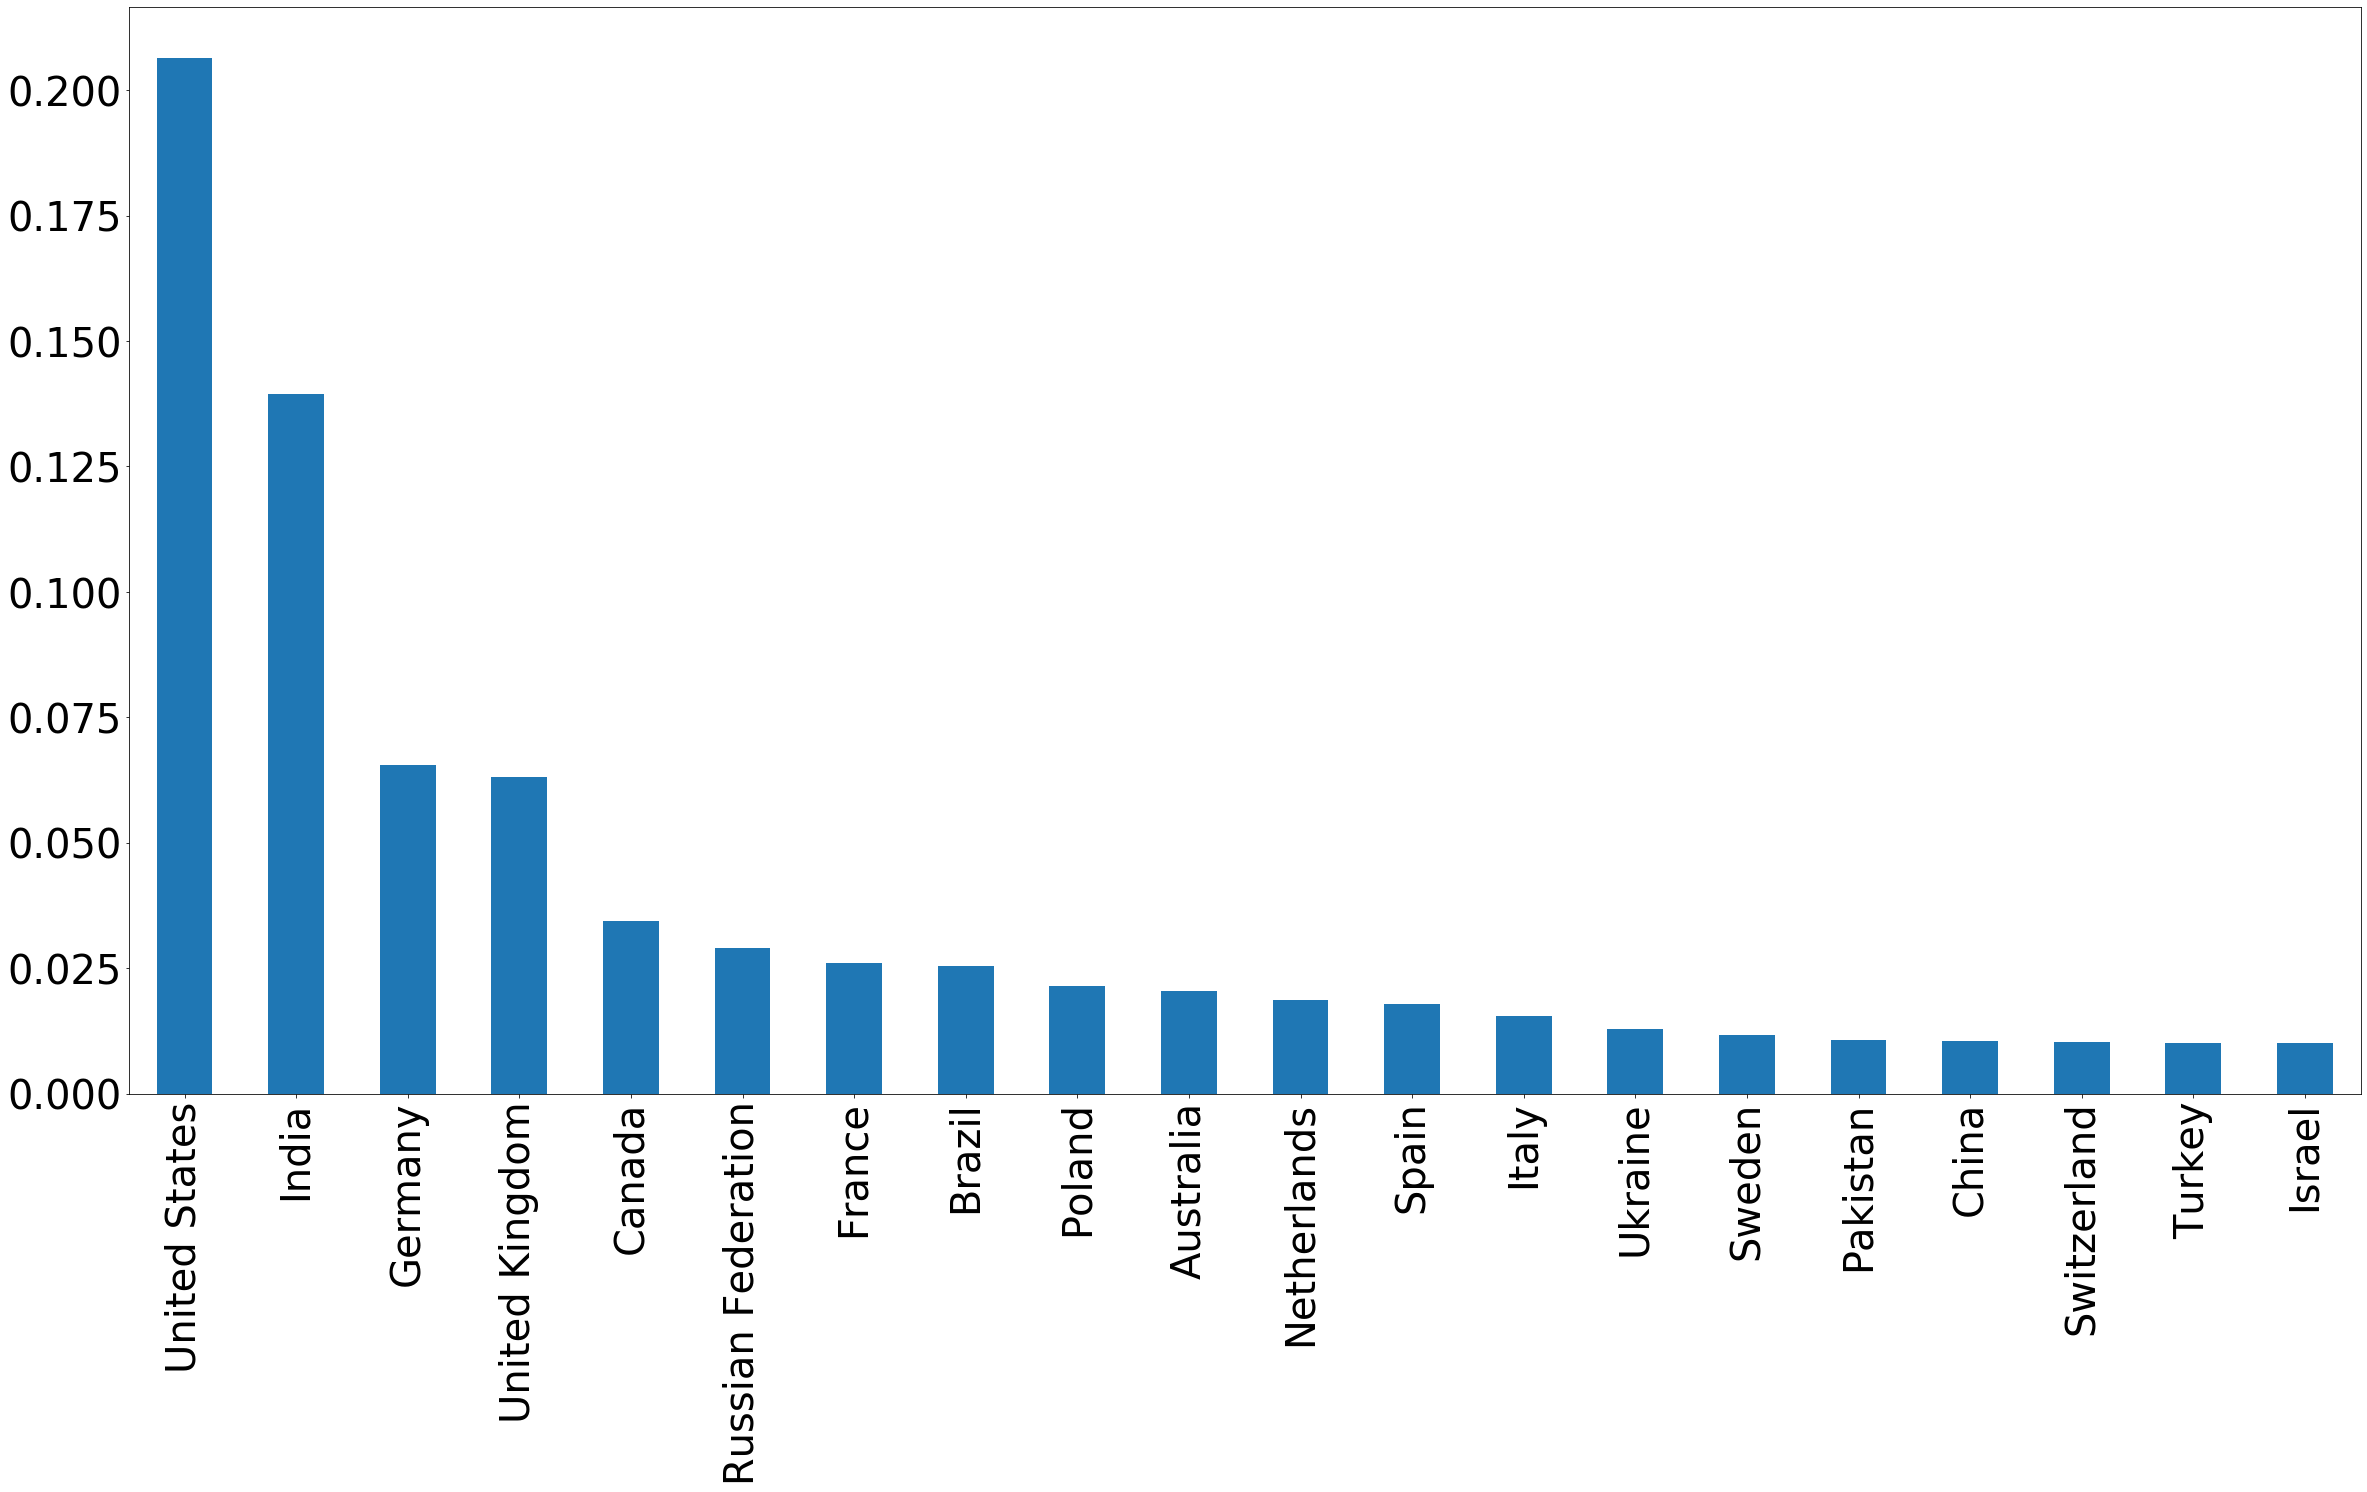 0.200
0.175
0.150
0.125
0.100
0.075
0.050
0.025
0.000
United States
India
Germany
United Kingdom
Canada
Russian Federation
France
Brazil
Poland
Australia
Netherlands
Spain
Italy
Ukraine
Sweden
Pakistan
China
Switzerland
Turkey
Israel